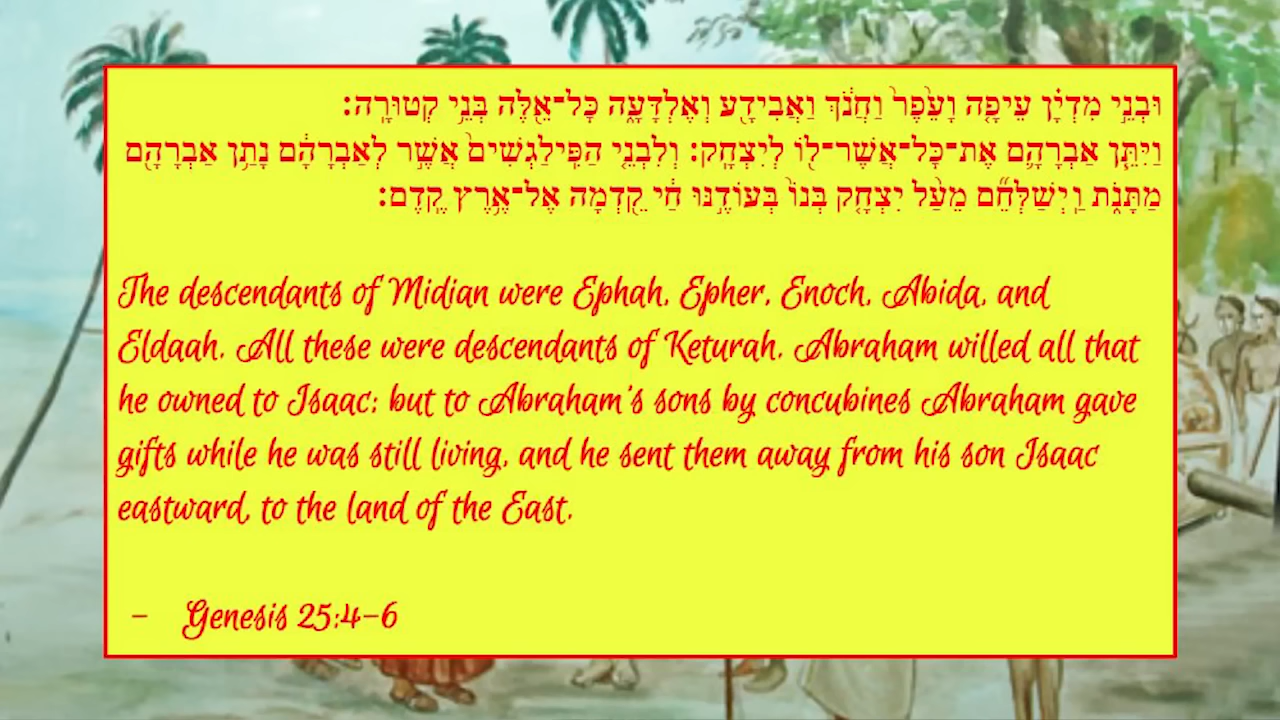 וּבְנֵ֣י מִדְיָ֗ן עֵיפָ֤ה וָעֵ֙פֶר֙ וַחֲנֹ֔ךְ וַאֲבִידָ֖ע וְאֶלְדָּעָ֑ה כׇּל־אֵ֖לֶּה בְּנֵ֥י קְטוּרָֽה׃
וַיִּתֵּ֧ן אַבְרָהָ֛ם אֶת־כׇּל־אֲשֶׁר־ל֖וֹ לְיִצְחָֽק׃ וְלִבְנֵ֤י הַפִּֽילַגְשִׁים֙ אֲשֶׁ֣ר לְאַבְרָהָ֔ם נָתַ֥ן אַבְרָהָ֖ם
מַתָּנֹ֑ת וַֽיְשַׁלְּחֵ֞ם מֵעַ֨ל יִצְחָ֤ק בְּנוֹ֙ בְּעוֹדֶ֣נּוּ חַ֔י קֵ֖דְמָה אֶל־אֶ֥רֶץ קֶֽדֶם׃
The descendants of Midian were Ephah, Epher, Enoch, Abida, and
Eldaah. All these were descendants of Keturah. Abraham willed all that
he owned to Isaac; but to Abraham's sons by concubines Abraham gave
gifts while he was still living, and he sent them away from his son Isaac
eastward, to the land of the East.
– Genesis 25:4–6